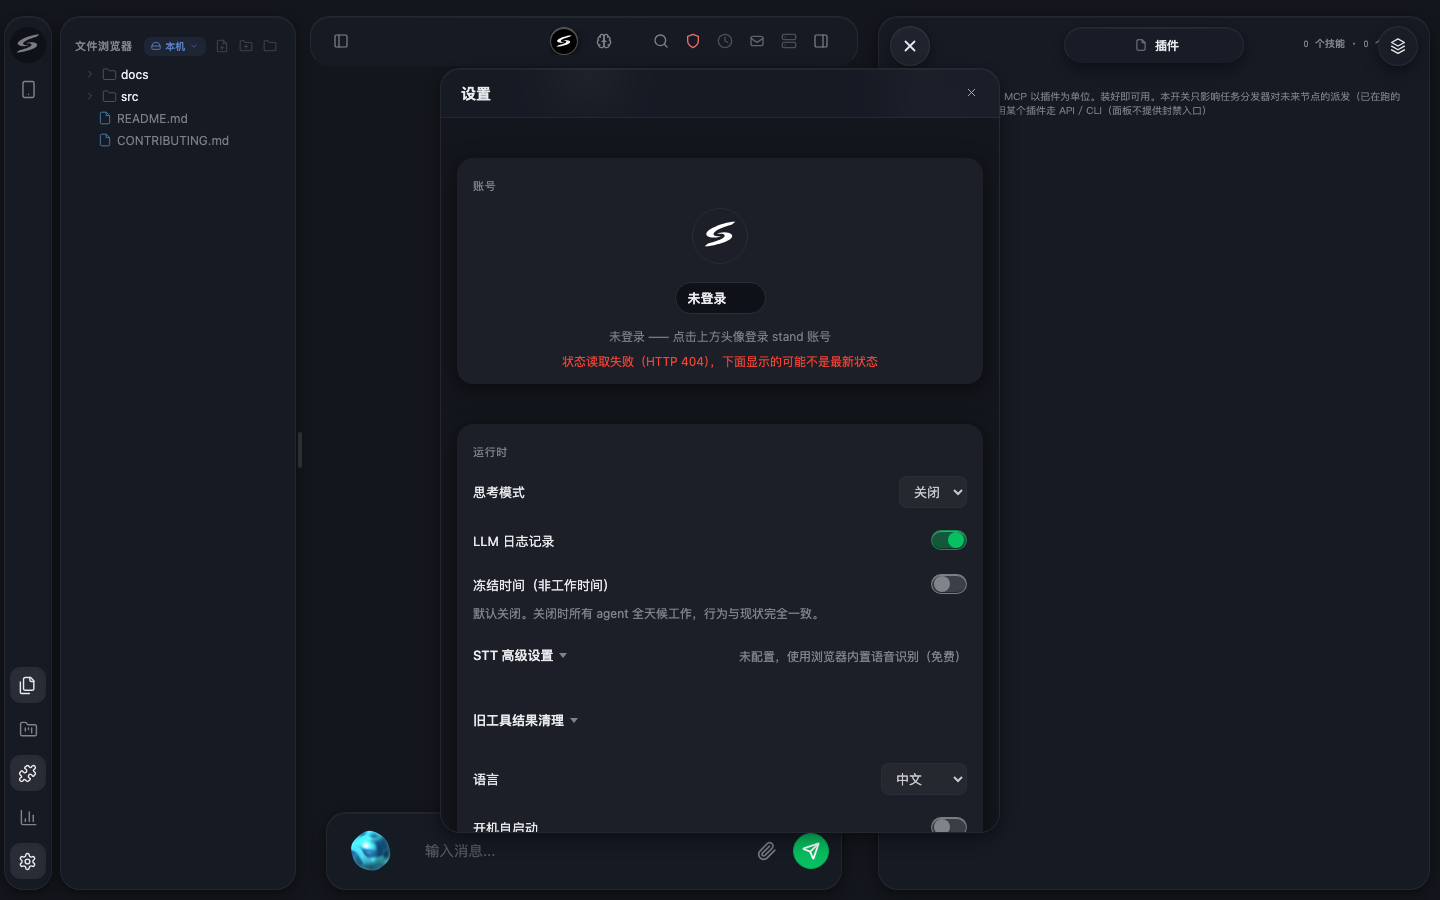 文件浏览器
本机
docs
src
README.md
CONTRIBUTING.md
设置
账号
未登录
未登录 —— 点击上方头像登录 stand 账号
状态读取失败（HTTP 404），下面显示的可能不是最新状态
运行时
思考模式
关闭
LLM 日志记录
冻结时间（非工作时间）
默认关闭。关闭时所有 agent 全天候工作，行为与现状完全一致。
STT 高级设置
未配置，使用浏览器内置语音识别（免费）
旧工具结果清理
语言
中文
开机自启动
输入消息...
插件
0 个技能 · 0
MCP 以插件为单位。装好即可用。本开关只影响任务分发器对未来节点的派发（已在跑的
某个插件走 API / CLI（面板不提供封禁入口）